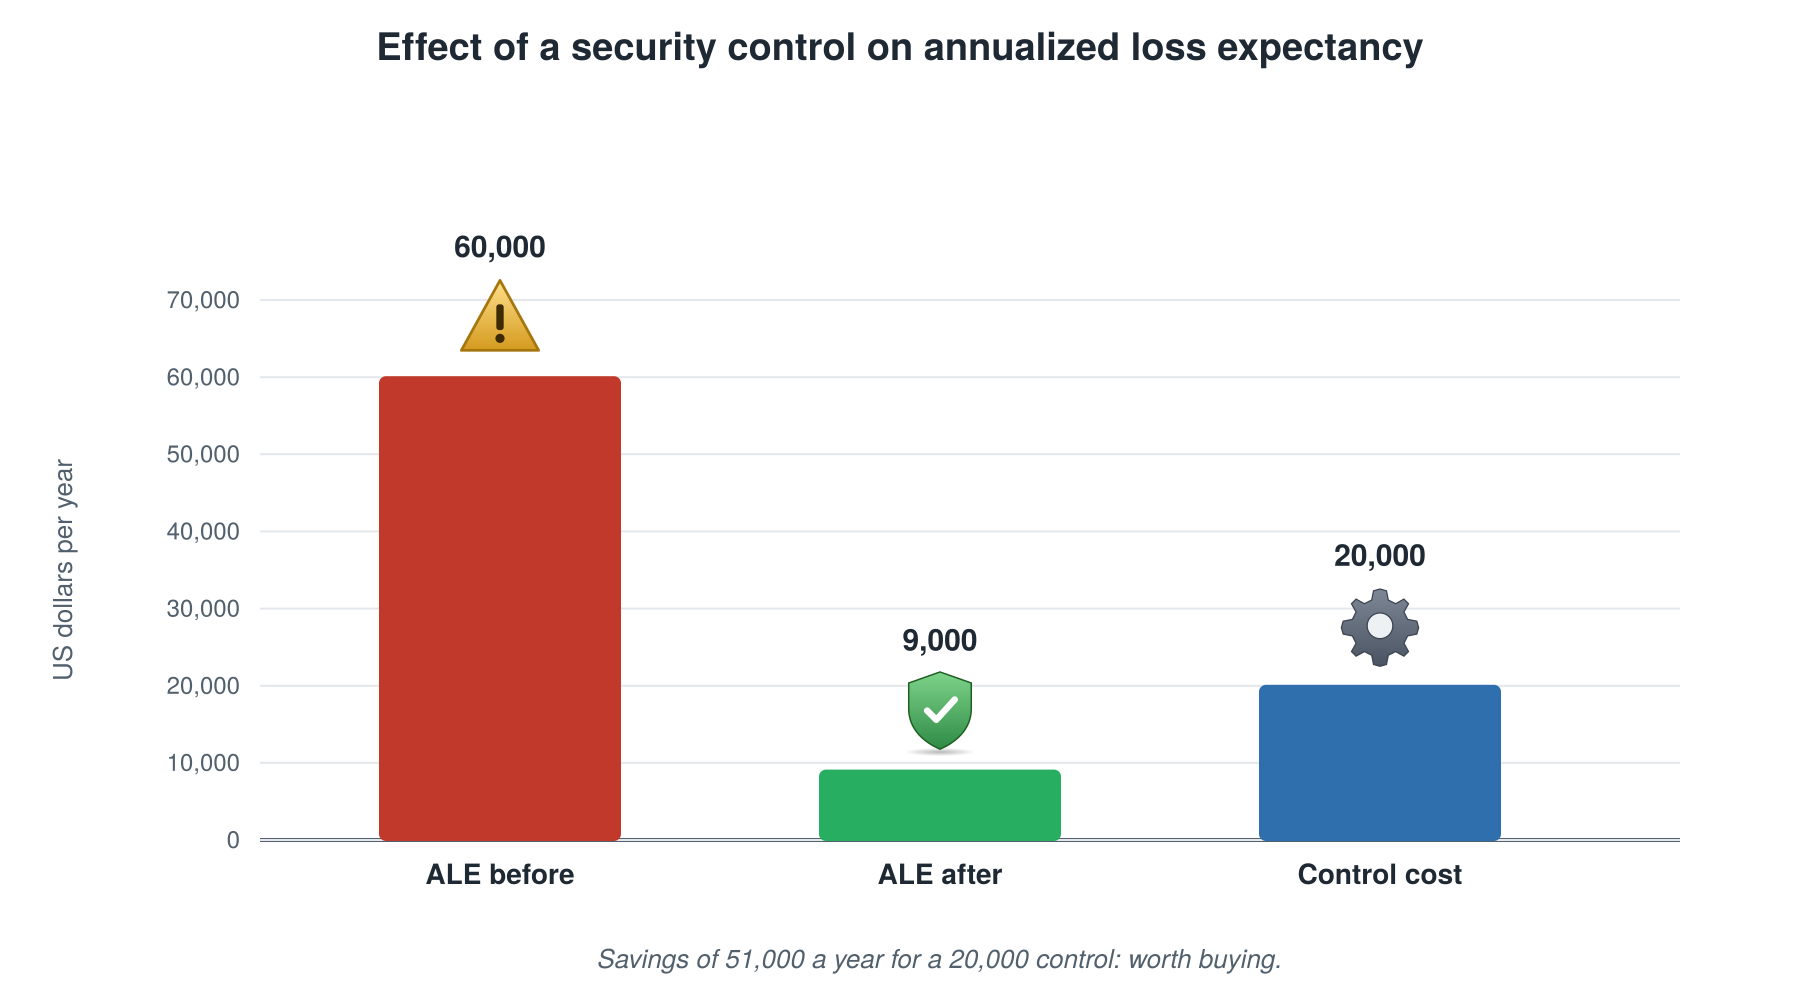 Effect of a security control on annualized loss expectancy
US dollars per year
70,000
60,000
50,000
40,000
30,000
20,000
10,000
0
60,000
9,000
20,000
ALE before
ALE after
Control cost
Savings of 51,000 a year for a 20,000 control: worth buying.